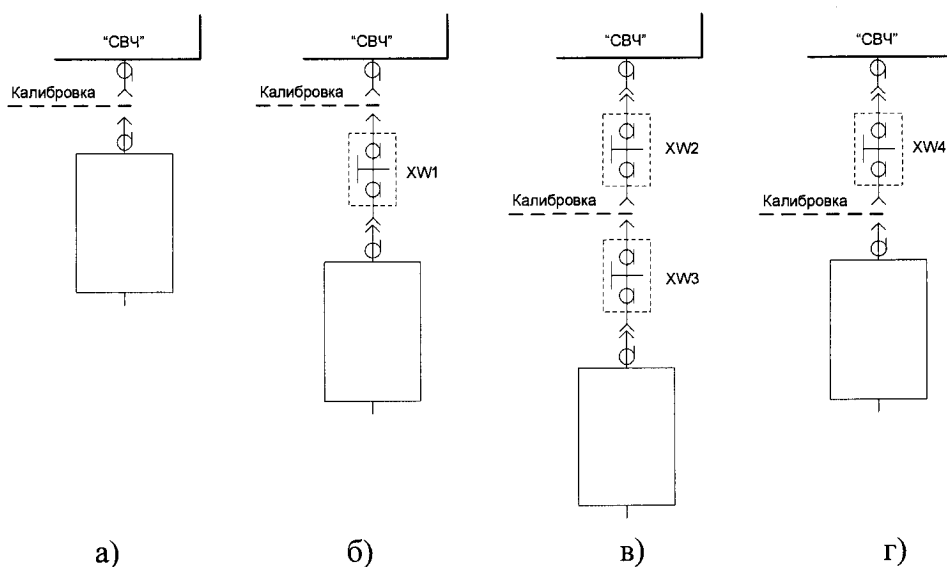 "СВЧ"
"СВЧ"
"СВЧ"
"СВЧ"
Калибровка
Калибровка
XW1
XW2
XW4
Калибровка
Калибровка
XW3
а)
б)
в)
г)